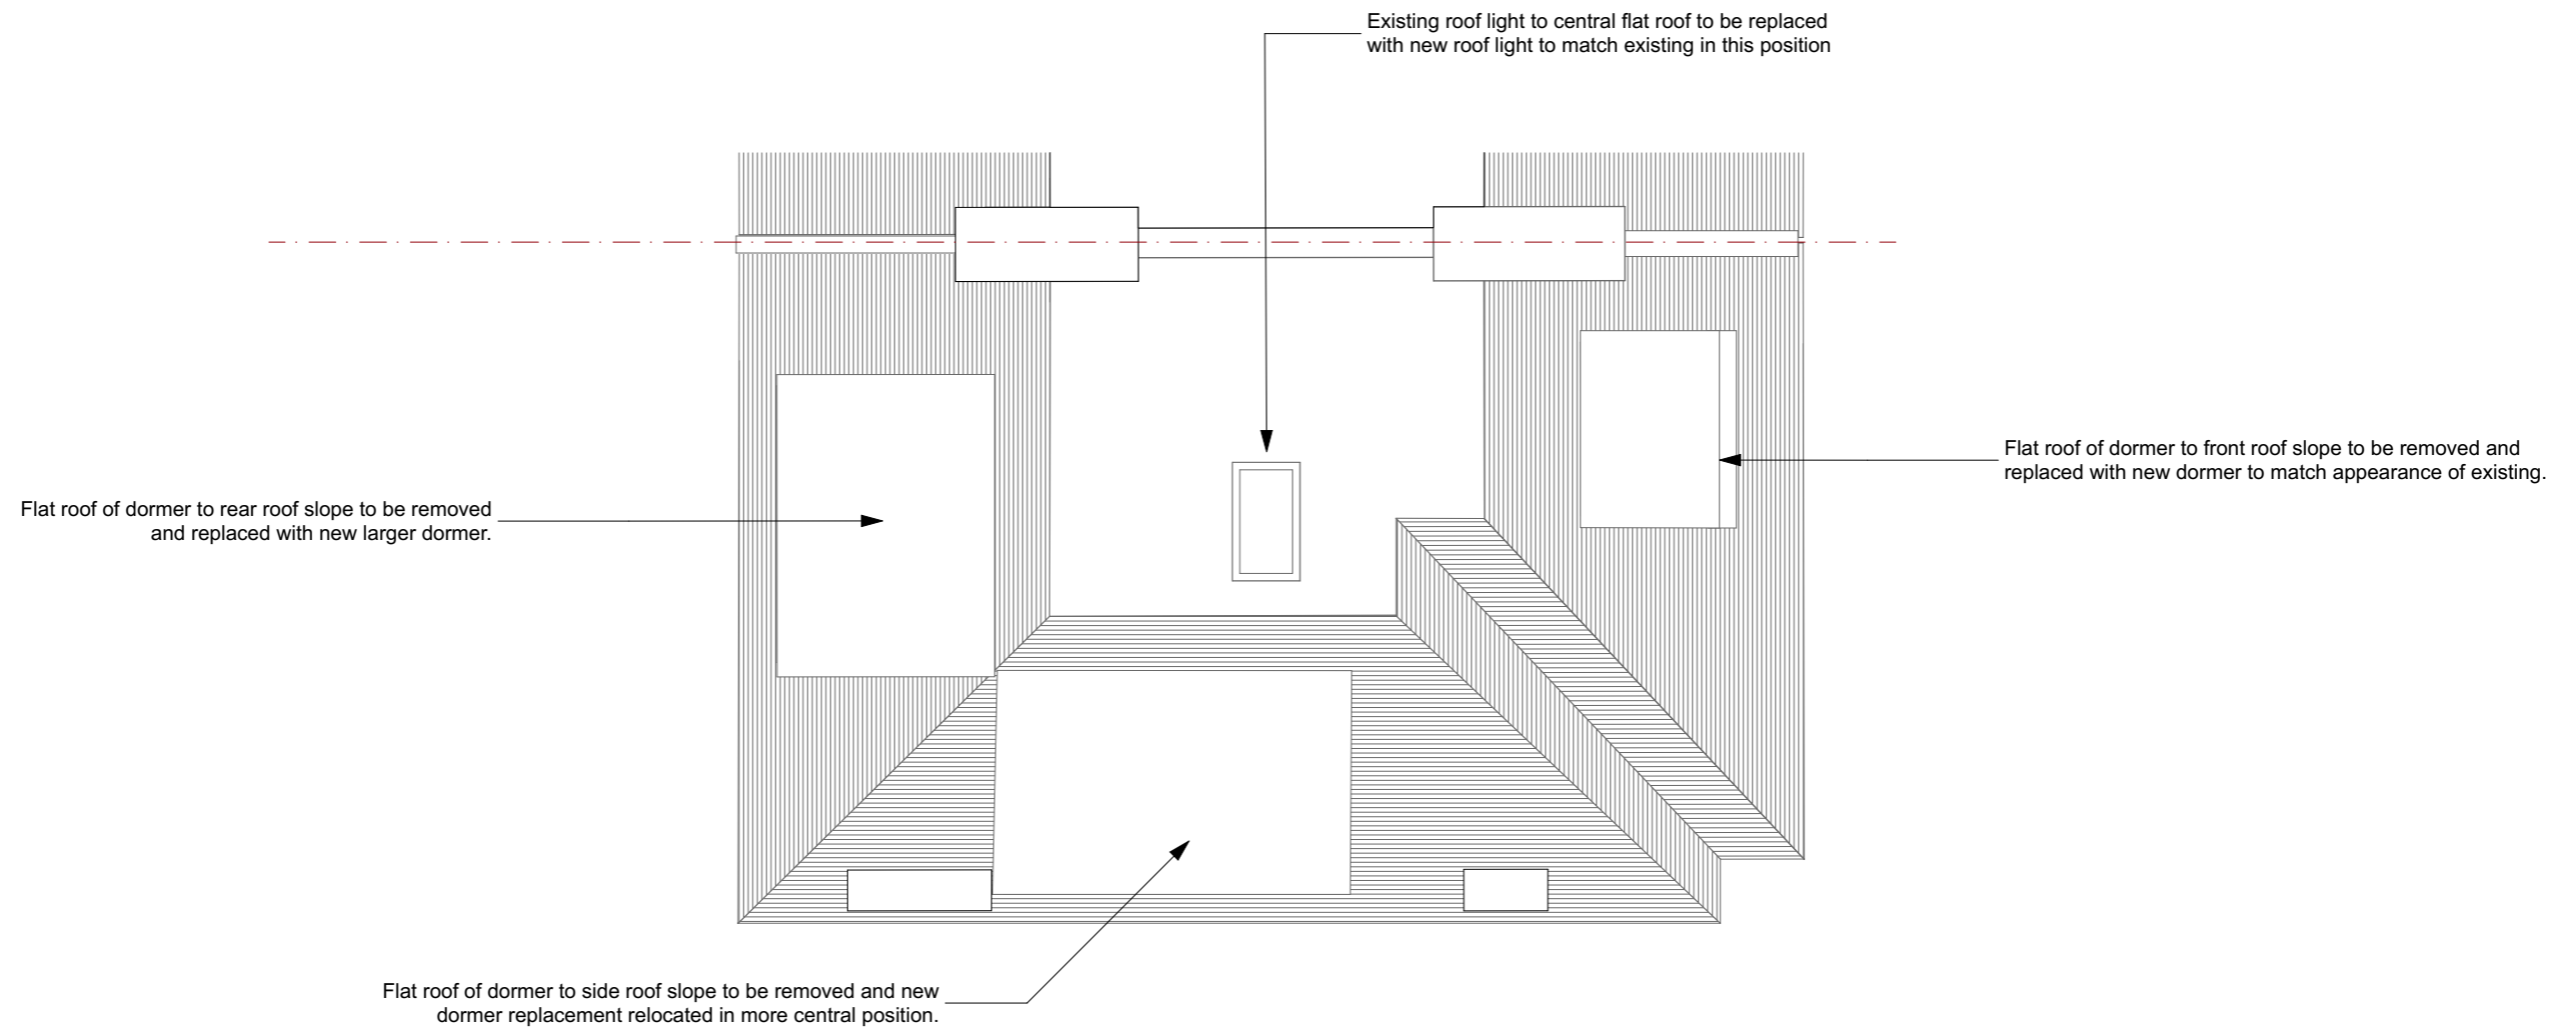 Existing roof light to central flat roof to be replaced
with new roof light to match existing in this position
Flat roof of dormer to front roof slope to be removed and
replaced with new dormer to match appearance of existing.
Flat roof of dormer to rear roof slope to be removed
and replaced with new larger dormer.
Flat roof of dormer to side roof slope to be removed and new
dormer replacement relocated in more central position.